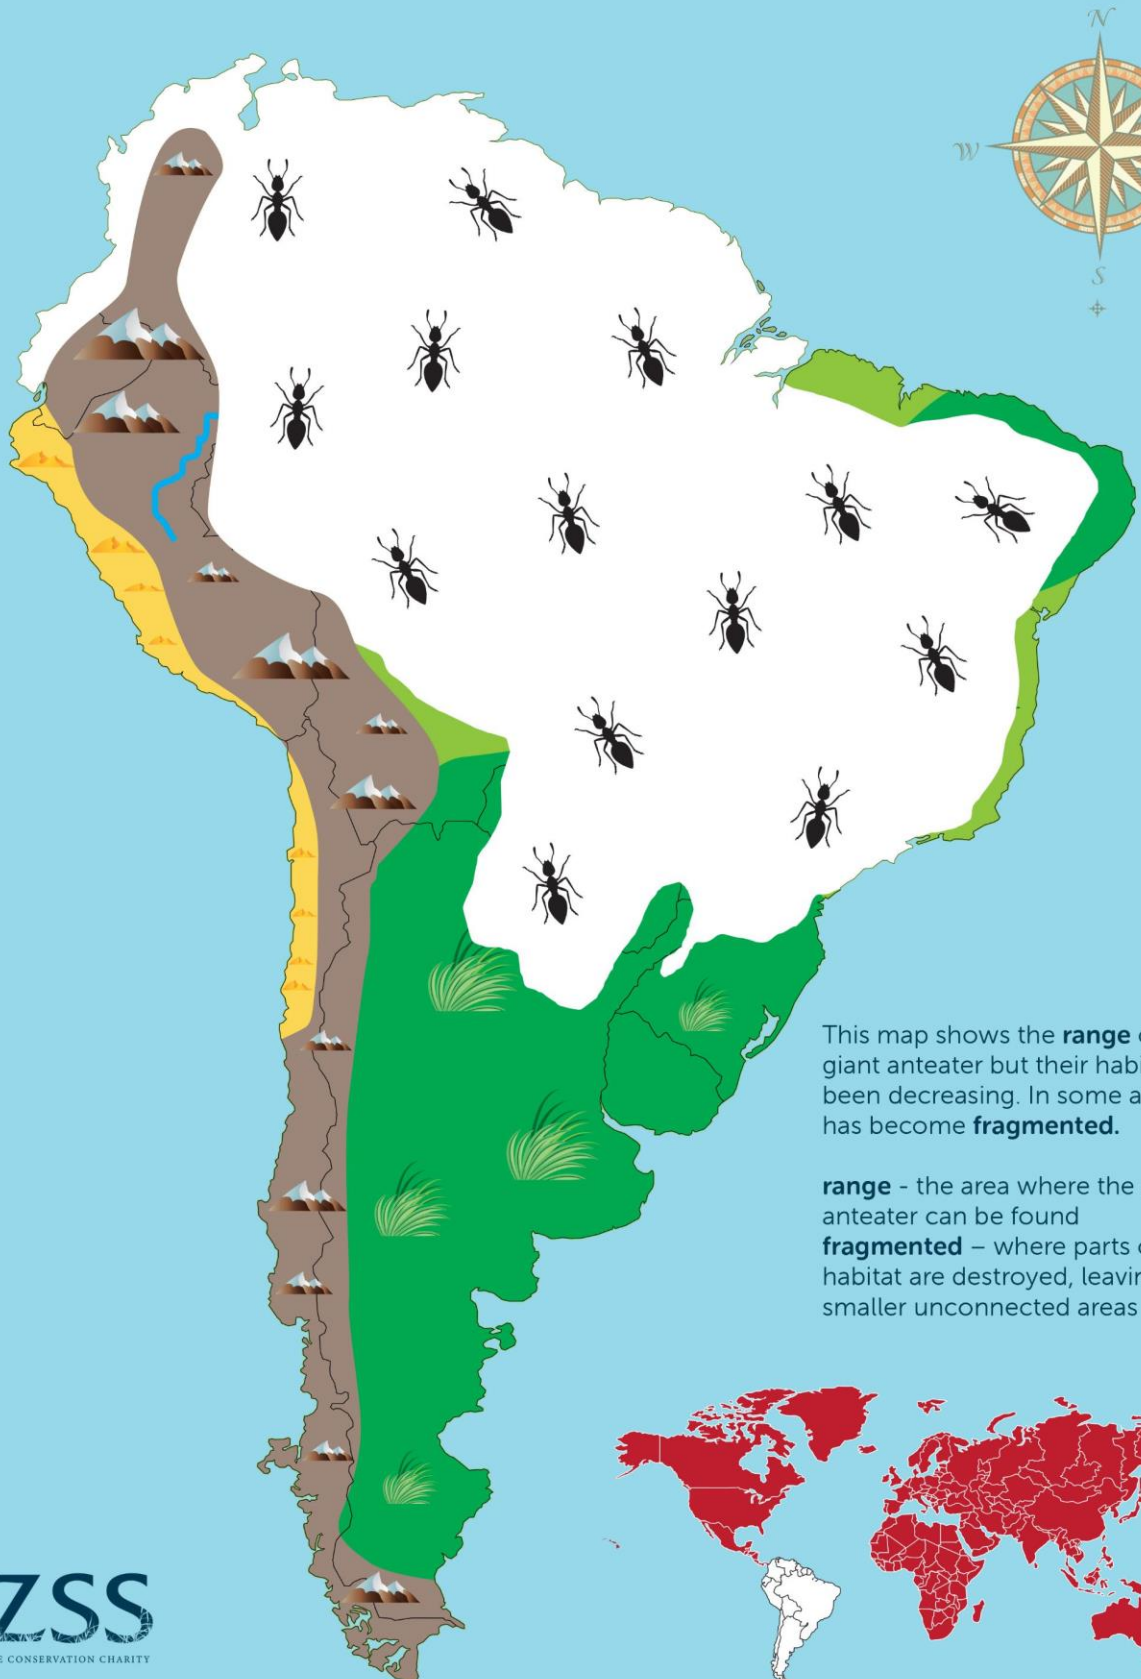 N
W
S
This map shows the range
giant anteater but their habi
been decreasing. In some a
has become fragmented.
range - the area where the
anteater can be found
fragmented – where parts
habitat are destroyed, leavin
smaller unconnected areas
ZSS
CONSERVATION CHARITY